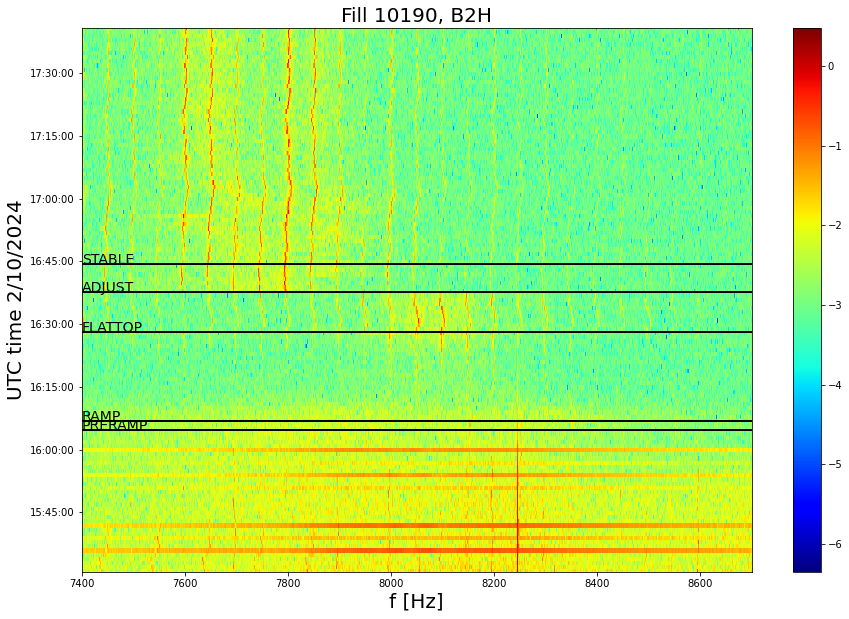 Fill 10190, B2H
17:30:00
17:15:00
17:00:00
16:45:00
16:30:00
16:15:00
16:00:00
15:45:00
UTC time 2/10/2024
STABLE
ADJUST
FLATTOP
RAMP
PRERAMP
7400 7600 7800 8000 8200 8400 8600
f [Hz]
0
−1
−2
−3
−4
−5
−6